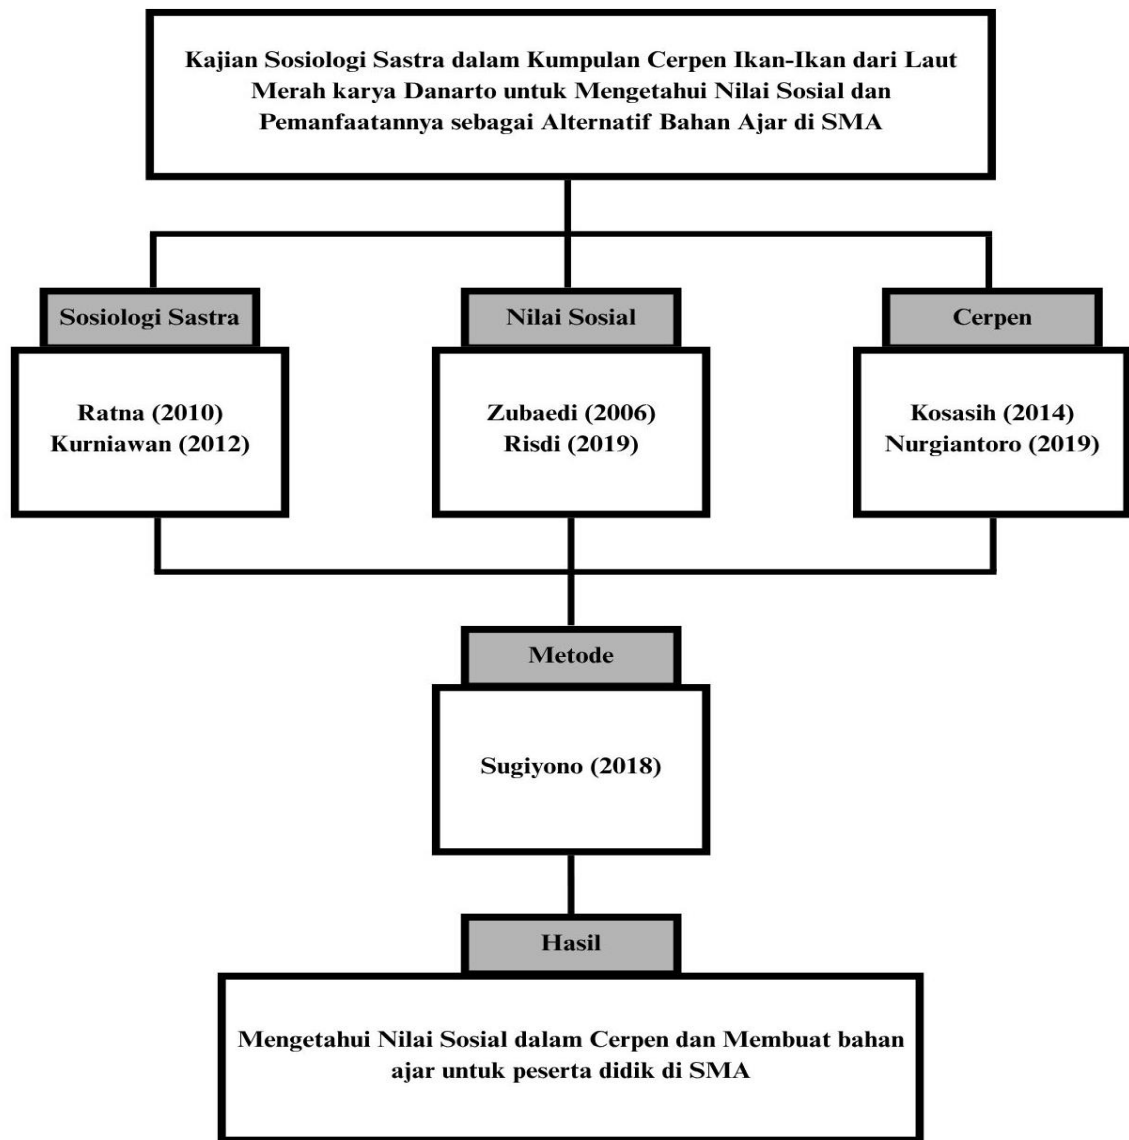 Kajian Sosiologi Sastra dalam Kumpulan Cerpen Ikan-Ikan dari Laut
Merah karya Danarto untuk Mengetahui Nilai Sosial dan
Pemanfaatannya sebagai Alternatif Bahan Ajar di SMA
Sosiologi Sastra
Ratna (2010)
Kurniawan (2012)
Nilai Sosial
Zubaedi (2006)
Risdi (2019)
Cerpen
Kosasih (2014)
Nurgiantoro (2019)
Metode
Sugiyono (2018)
Hasil
Mengetahui Nilai Sosial dalam Cerpen dan Membuat bahan
ajar untuk peserta didik di SMA